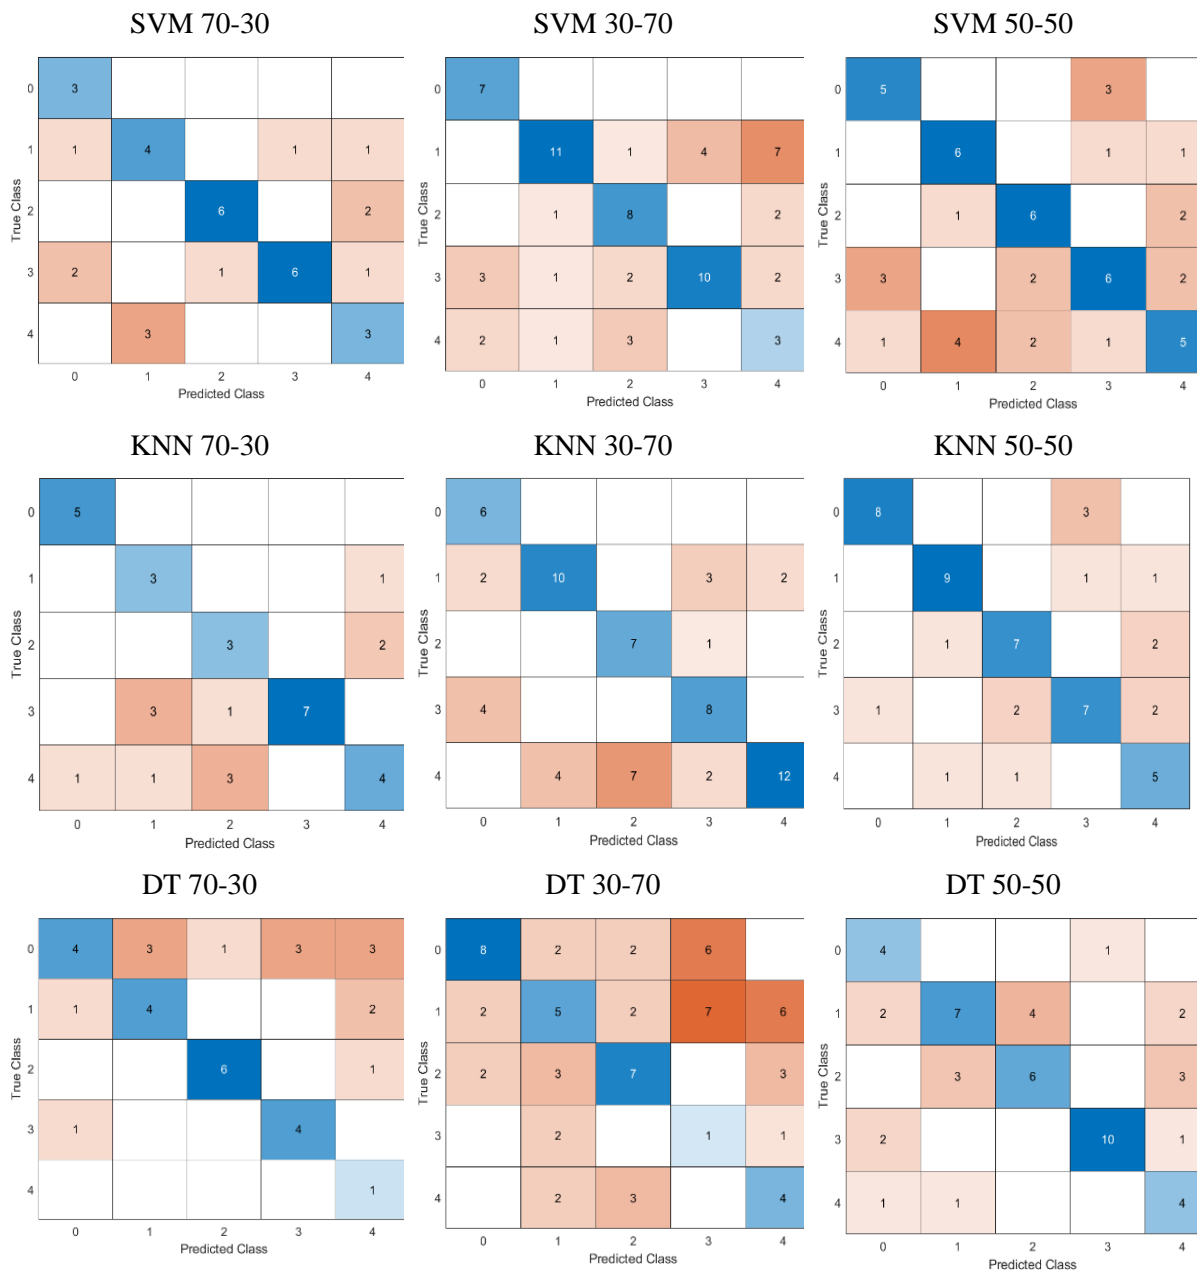 SVM 70-30 SVM 30-70 SVM 50-50
0 3 0 7 0 5 3
1 1 4 1 1 1 11 1 4 7 1 6 1 1
2 6 2 2 1 8 2 2 1 6 2
3 2 1 6 1 3 3 1 2 10 2 3 3 2 6 2
4 3 3 4 2 1 3 3 4 1 4 2 1 5
0 1 2 3 4 0 1 2 3 4 0 1 2 3 4
True Class True Class True Class
Predicted Class Predicted Class Predicted Class
KNN 70-30 KNN 30-70 KNN 50-50
0 5 0 6 0 8 3
1 3 1 1 2 10 3 2 1 9 1 1
2 3 2 2 7 1 2 1 7 2
3 3 1 7 3 4 8 3 1 2 7 2
4 1 1 3 4 4 4 7 2 12 4 1 1 5
0 1 2 3 4 0 1 2 3 4 0 1 2 3 4
True Class True Class True Class
Predicted Class Predicted Class Predicted Class
DT 70-30 DT 30-70 DT 50-50
0 4 3 1 3 3 0 8 2 2 6 0 4 1
1 1 4 2 1 2 5 2 7 6 1 2 7 4 2
2 6 1 2 2 3 7 3 2 3 6 3
3 1 4 3 2 1 1 3 2 10 1
4 1 4 2 3 4 4 1 1 4
0 1 2 3 4 0 1 2 3 4 0 1 2 3 4
True Class True Class True Class
Predicted Class Predicted Class Predicted Class